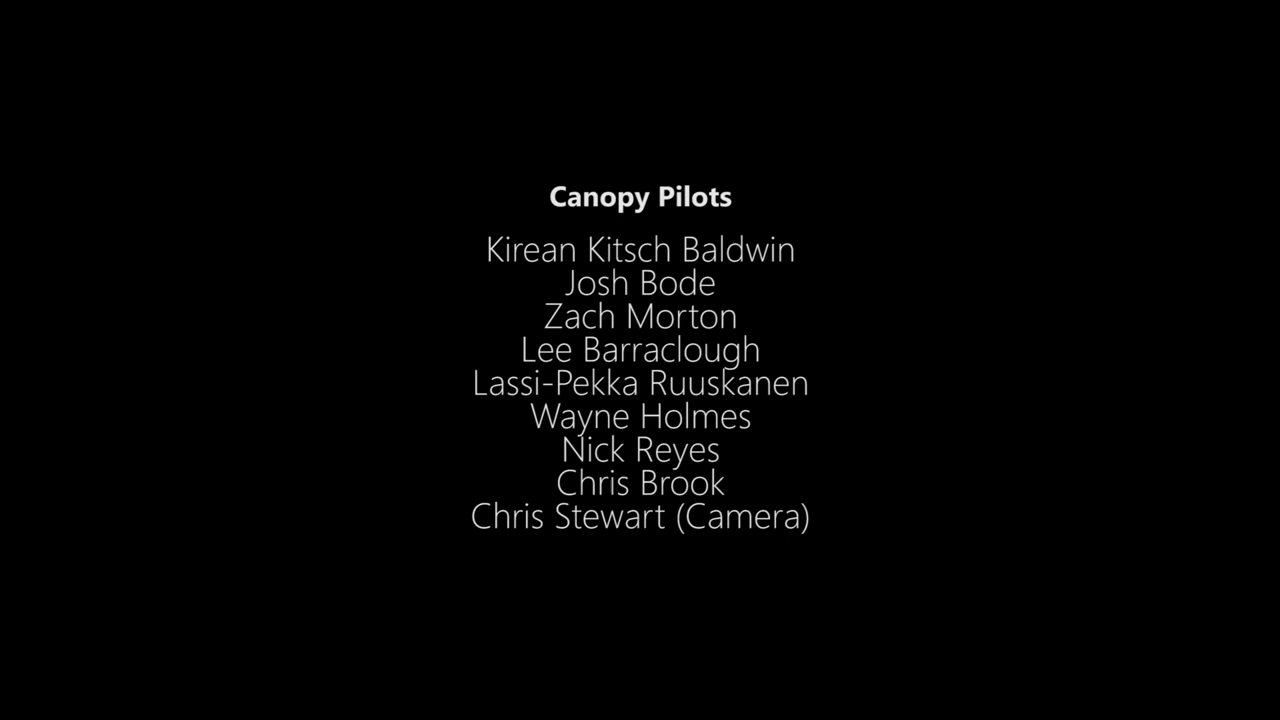 Canopy Pilots
Kirean Kitsch Baldwin
Josh Bode
Zach Morton
Lee Barraclough
Lassi-Pekka Ruuskanen
Wayne Holmes
Nick Reyes
Chris Brook
Chris Stewart (Camera)